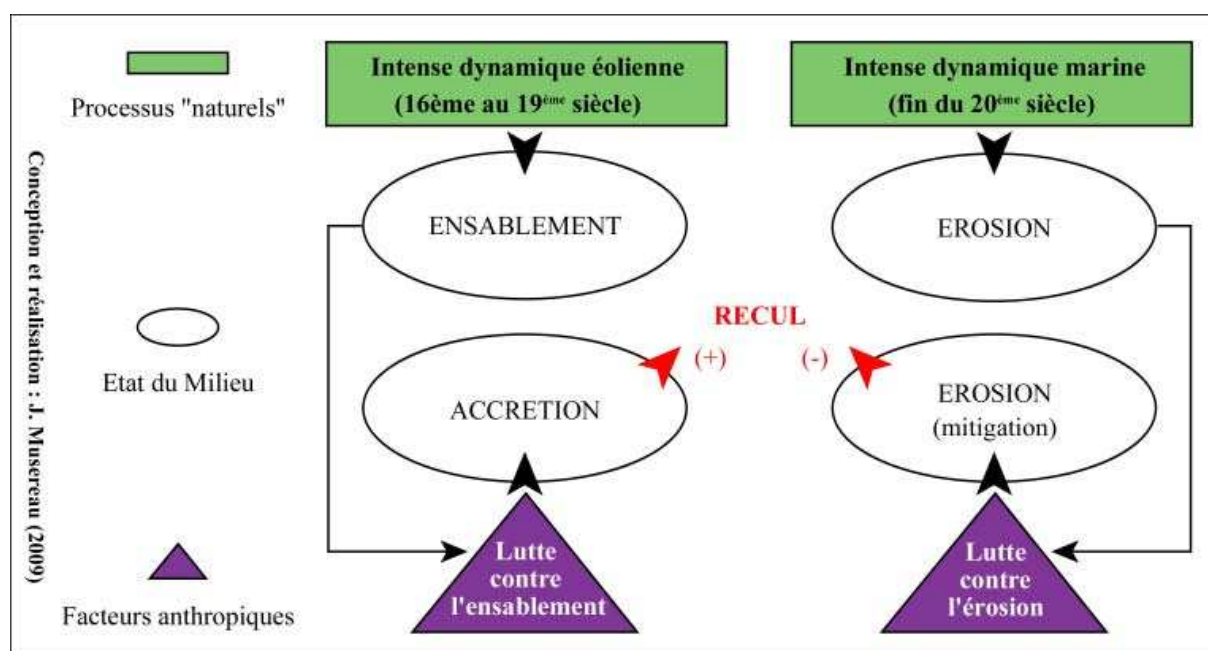 Processus "naturels"
Etat du Milieu
Facteurs anthropiques
Conception et réalisation : J. Musereau (2009)
Intense dynamique éolienne
(16ème au 19ème siècle)
ENSABLEMENT
ACCRETION
Lutte
contre
l'ensablement
RECUL
(+)
(-)
Intense dynamique marine
(fin du 20ème siècle)
EROSION
EROSION
(mitigation)
Lutte
contre
l'érosion